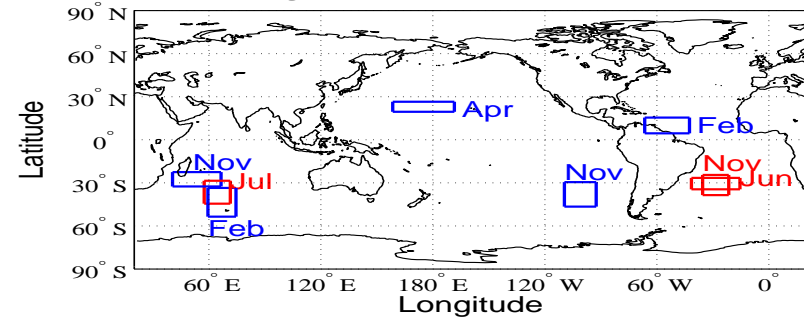 90° N
60° N
30° N
0°
30° S
60° S
90° S
Latitude
Apr
Feb
Nov
Jul
Feb
Nov
Nov
Jun
60° E
120° E
180° E
120° W
60° W
0°
Longitude